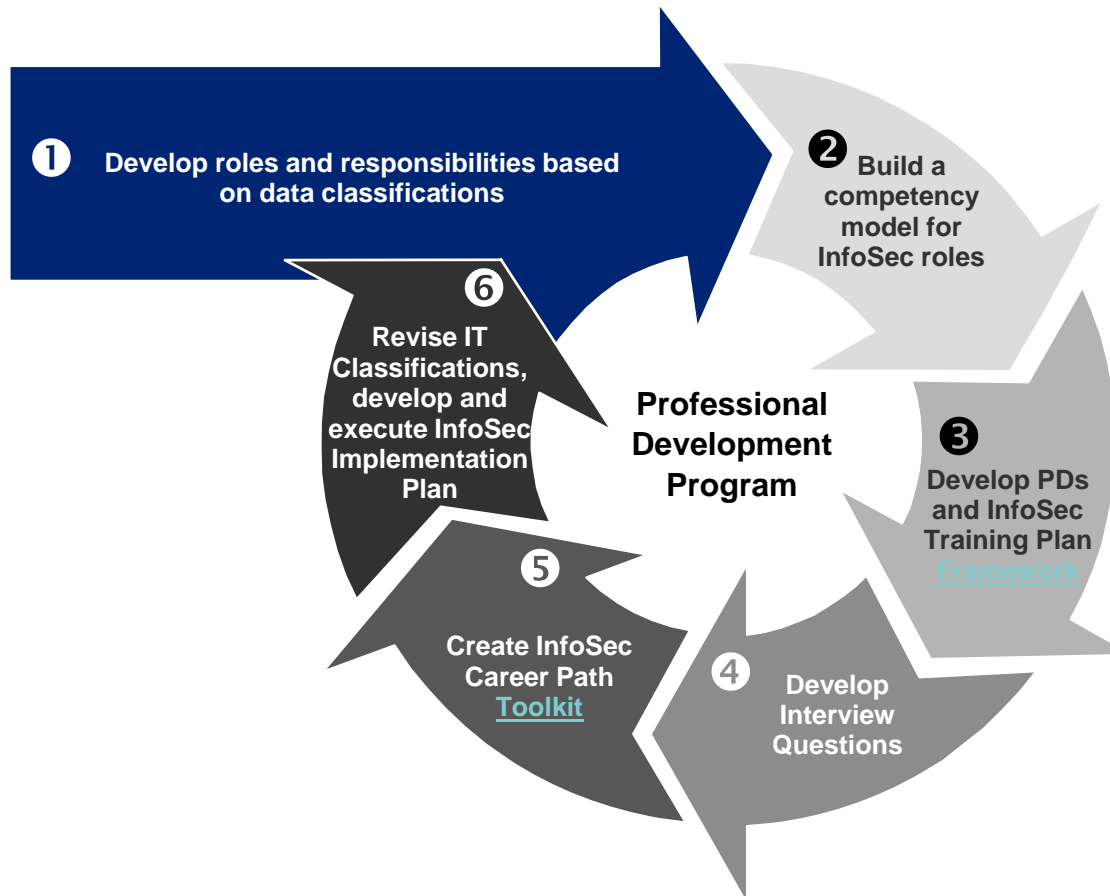 ❶ Develop roles and responsibilities based
on data classifications
❷
Build a
competency
model for
InfoSec roles
❸
Develop PDs
and InfoSec
Training Plan
Framework
❹
Develop
Interview
Questions
❺
Create InfoSec
Career Path
Toolkit
❻
Revise IT
Classifications,
develop and
execute InfoSec
Implementation
Plan
Professional
Development
Program